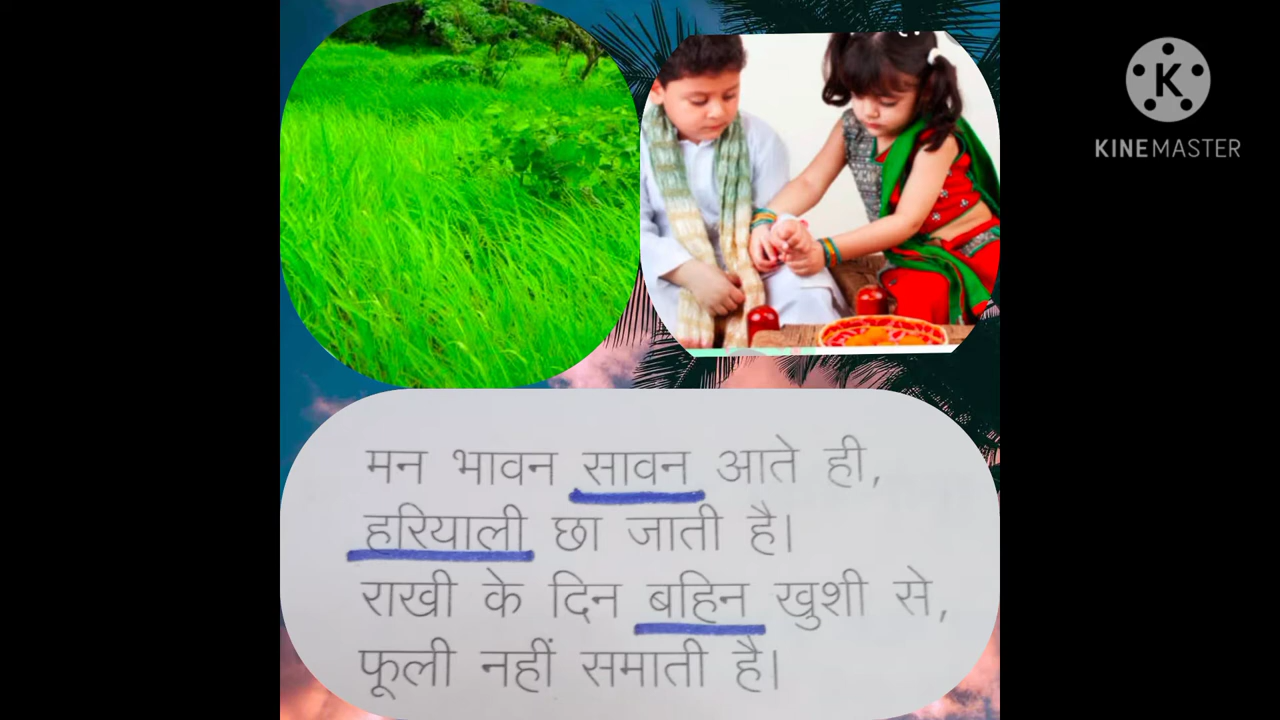 KINEMASTER
मन भावन सावन आते ही,
हरियाली छा जाती है।
राखी के दिन बहिन खुशी से,
फूली नहीं समाती है।